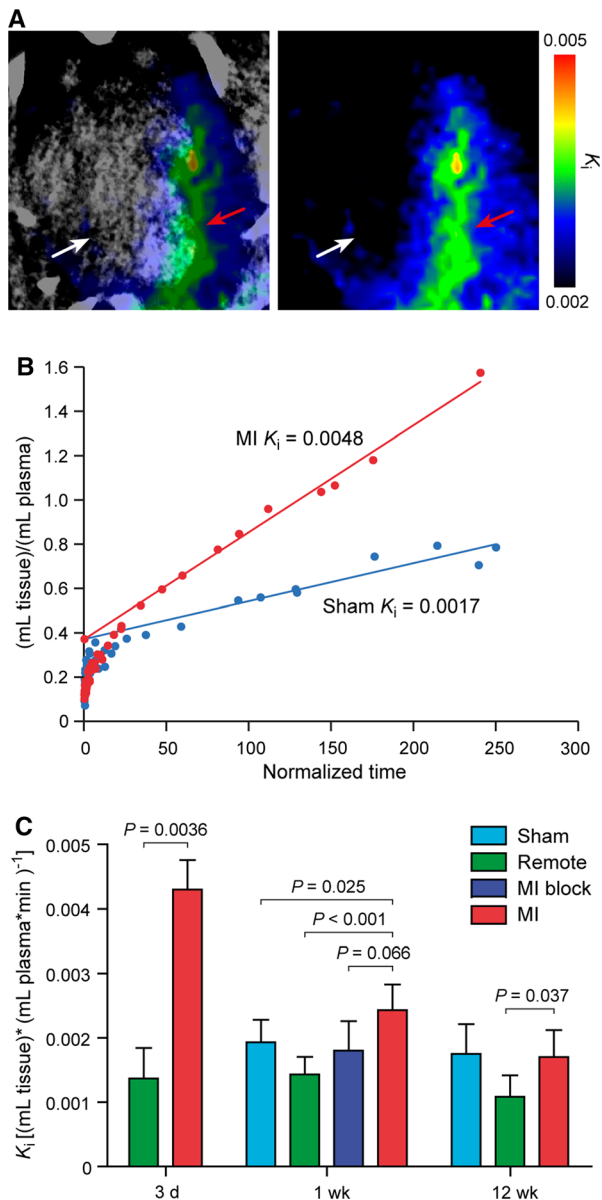 A
0.005
Ki
0.002
B
1.6
1.4
1.2
1.0
0.8
0.6
0.4
0.2
0
(mL tissue)/(mL plasma)
MI Ki = 0.0048
Sham Ki = 0.0017
0
50
100
150
200
250
300
Normalized time
C
0.005
0.004
0.003
0.002
0.001
0
Ki [(mL tissue)* (mL plasma*min )-1]
P = 0.0036
P = 0.025
P < 0.001
P = 0.066
P = 0.037
Sham
Remote
MI block
MI
3 d
1 wk
12 wk